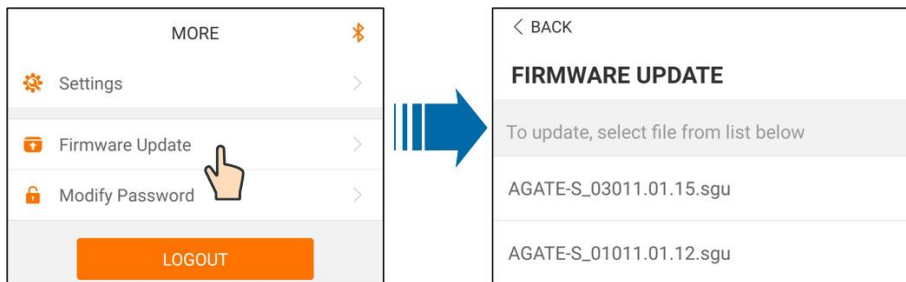 MORE
Settings
Firmware Update
Modify Password
LOGOUT
< BACK
FIRMWARE UPDATE
To update, select file from list below
AGATE-S_03011.01.15.sgu
AGATE-S_01011.01.12.sgu